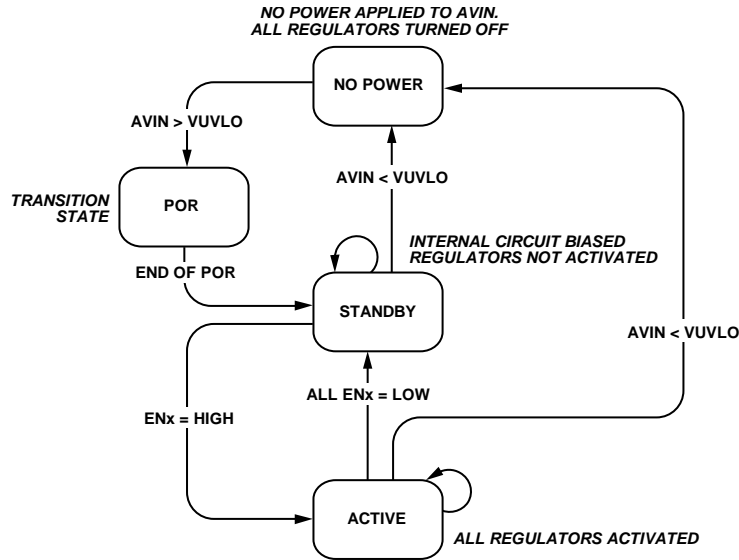 NO POWER APPLIED TO AVIN.
ALL REGULATORS TURNED OFF
NO POWER
AVIN > VUVLO
AVIN < VUVLO
TRANSITION
STATE
POR
INTERNAL CIRCUIT BIASED
REGULATORS NOT ACTIVATED
END OF POR
STANDBY
AVIN < VUVLO
ALL ENx = LOW
ENx = HIGH
ACTIVE
ALL REGULATORS ACTIVATED